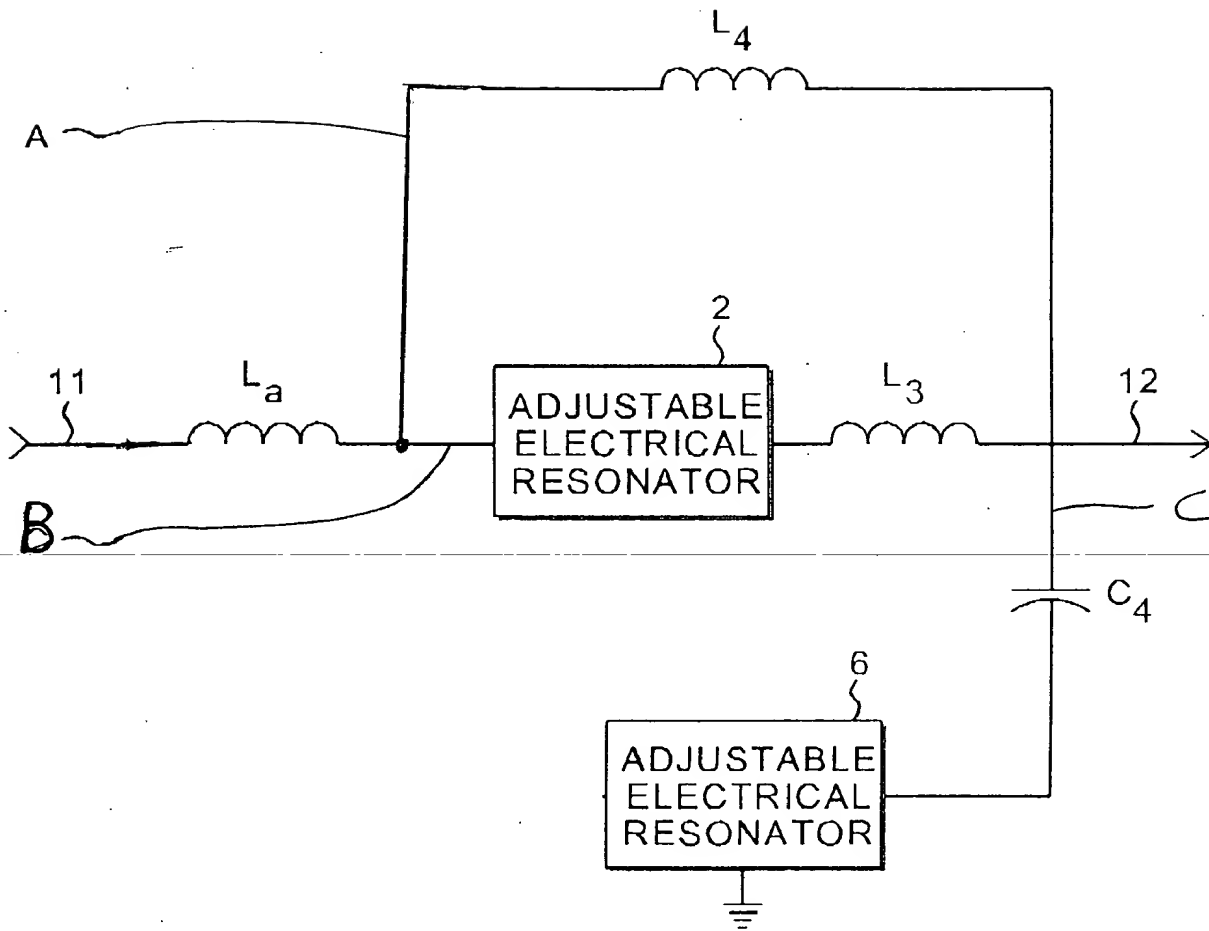 L4
A
2
11
La
ADJUSTABLE
ELECTRICAL
RESONATOR
L3
12
B
C
C4
6
ADJUSTABLE
ELECTRICAL
RESONATOR